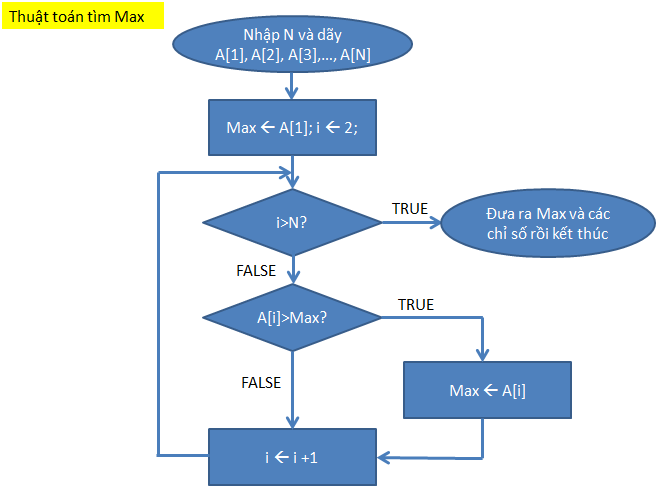 Thuật toán tìm Max
Nhập N và dãy
A[1], A[2], A[3],..., A[N]
Max ← A[1]; i ← 2;
i>N?
TRUE
Đưa ra Max và các
chỉ số rồi kết thúc
FALSE
A[i]>Max?
TRUE
FALSE
Max ← A[i]
i ← i +1